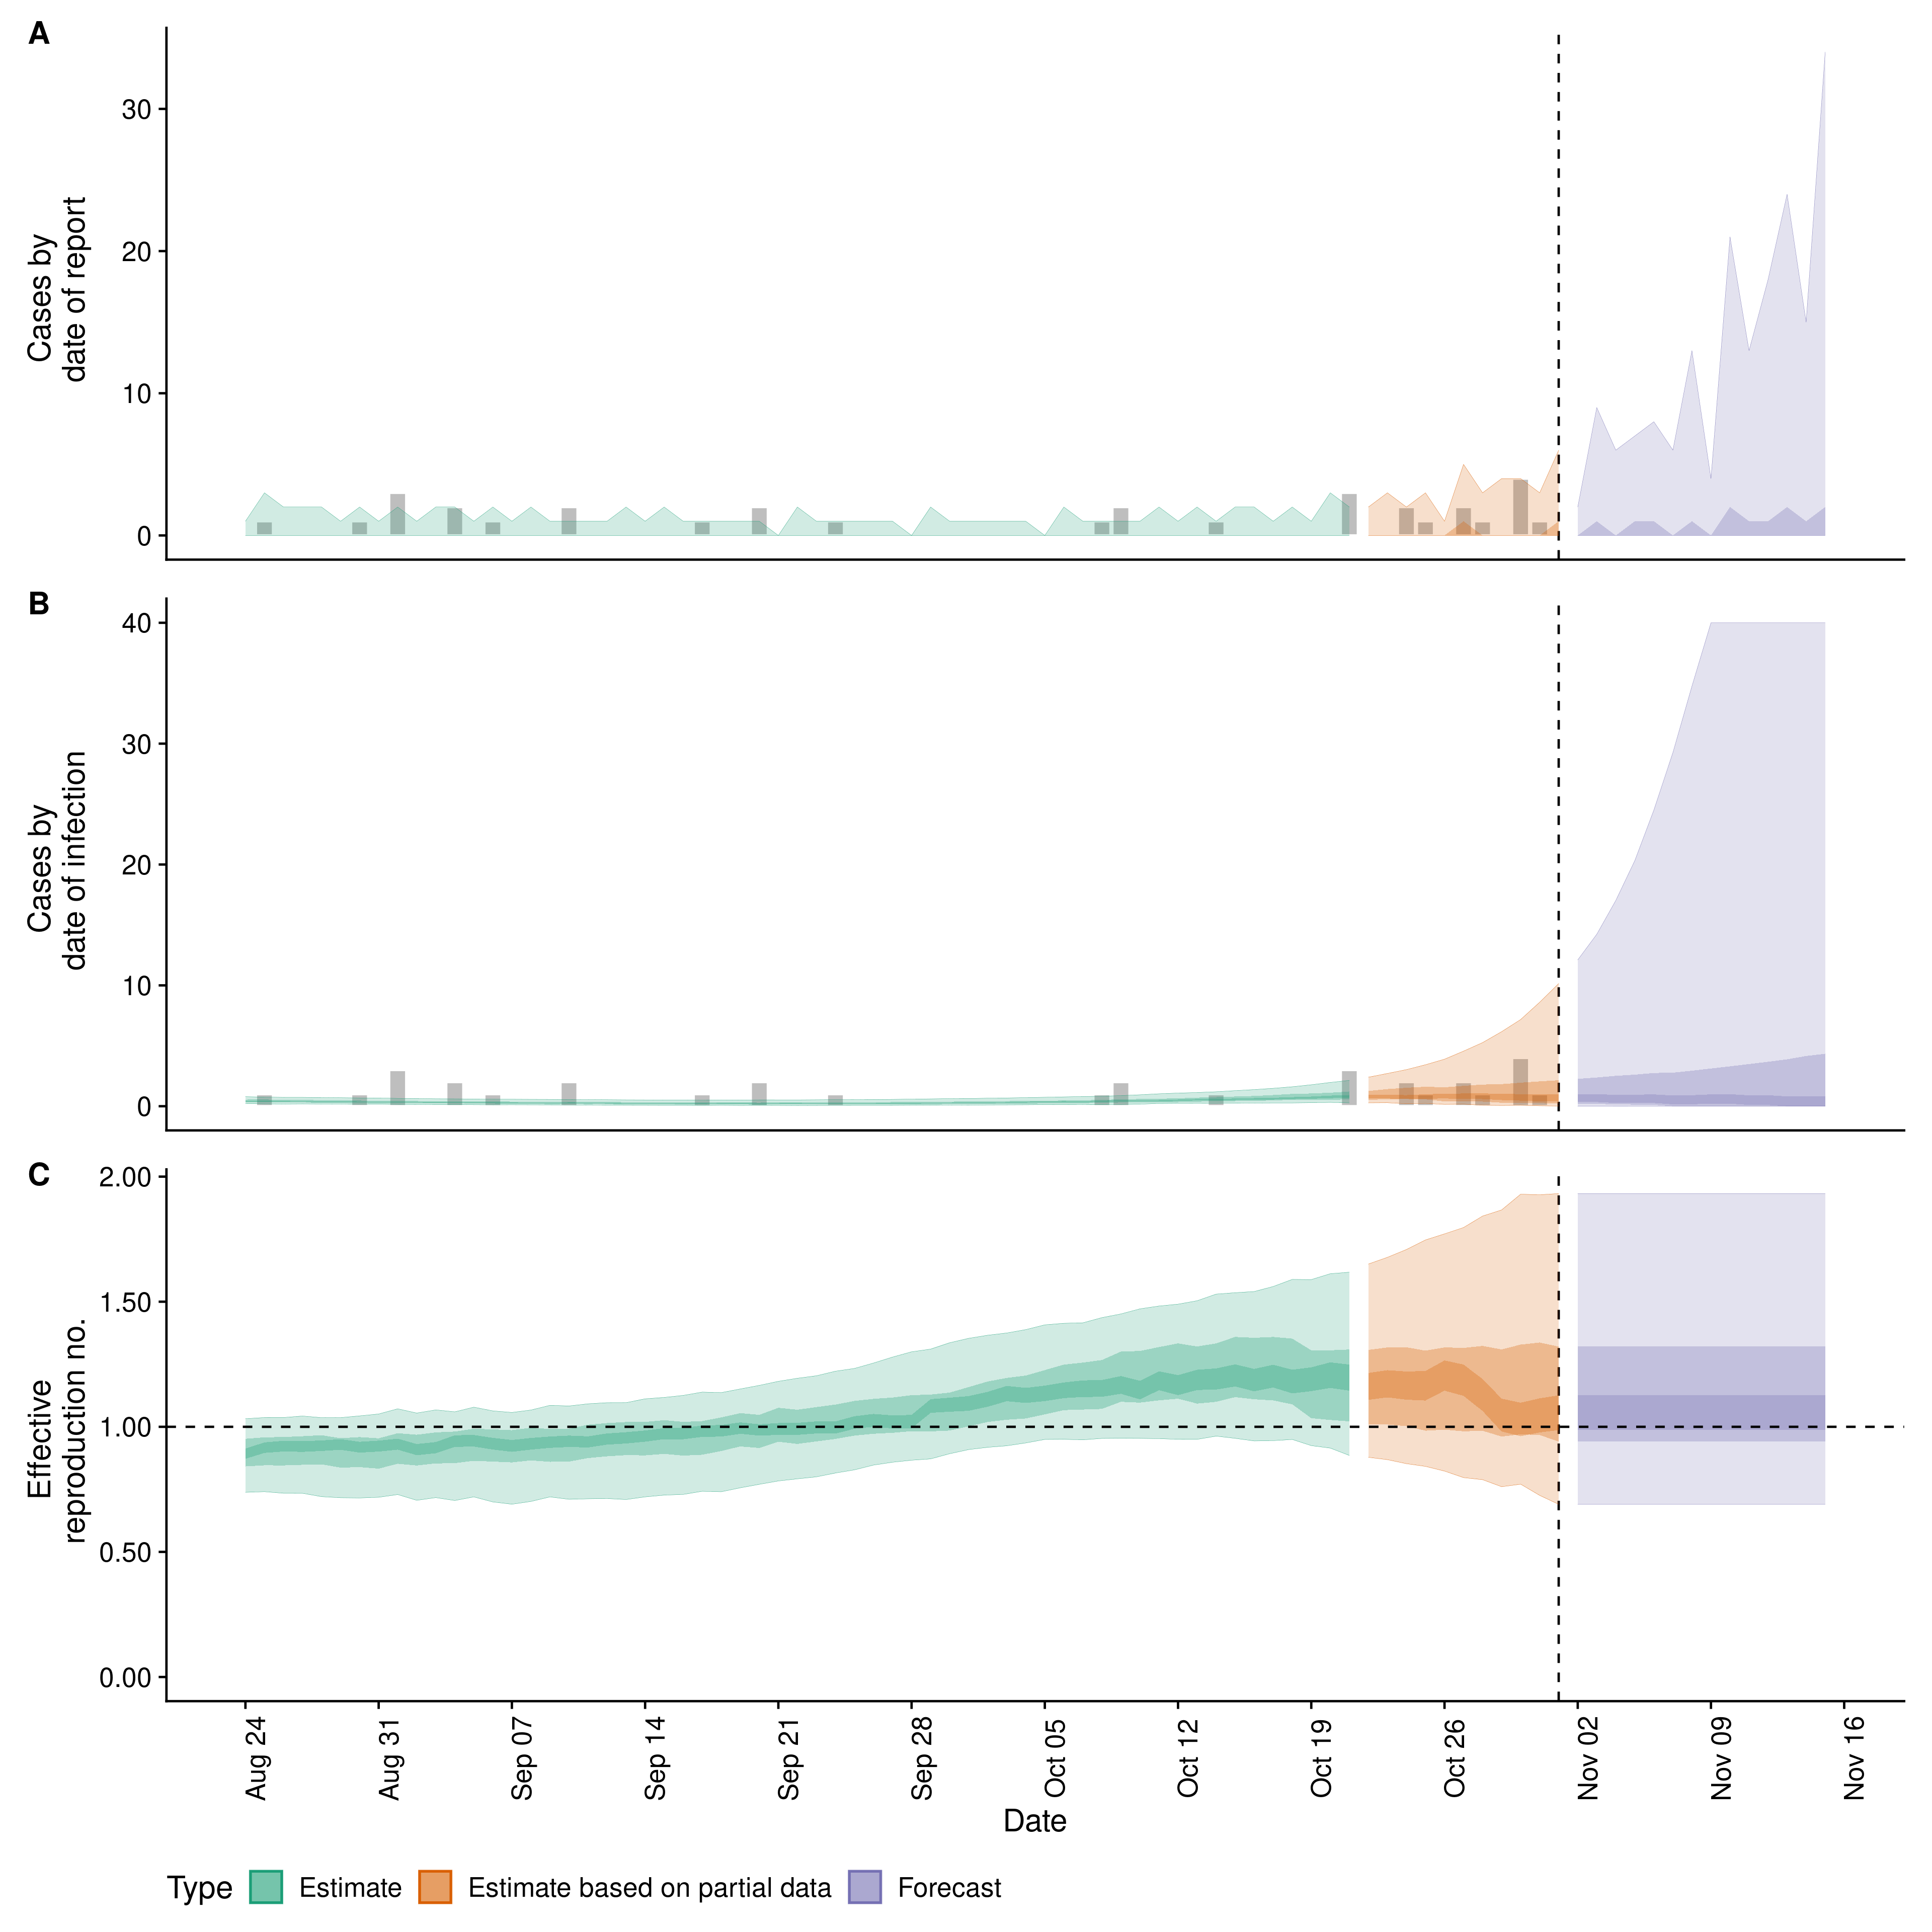 A
Cases by
date of report
30
20
10
0
B
Cases by
date of infection
40
30
20
10
0
C
Effective
reproduction no.
2.00
1.50
1.00
0.50
0.00
Aug 24
Aug 31
Sep 07
Sep 14
Sep 21
Sep 28
Oct 05
Oct 12
Oct 19
Oct 26
Nov 02
Nov 09
Nov 16
Date
Type Estimate Estimate based on partial data Forecast